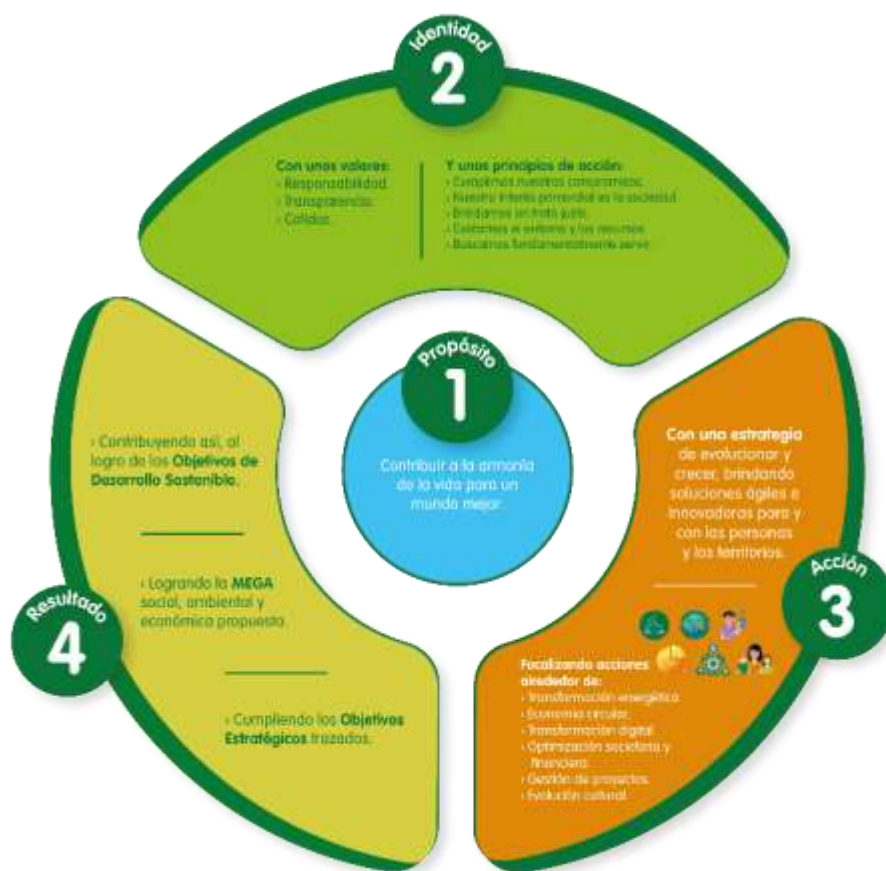 Identidad
2
Con unos valores:
› Responsabilidad.
› Transparencia.
› Calidez.
Y unos principios de acción:
› Cumplimos nuestros compromisos.
› Nuestro interés primordial es la sociedad.
› Brindamos un trato justo.
› Cuidamos el entorno y los recursos.
› Buscamos fundamentalmente servir.
Propósito
1
Contribuir a la armonía
de la vida para un
mundo mejor.
Acción
3
Con una estrategia
de evolucionar y
crecer, brindando
soluciones ágiles e
innovadoras para y
con las personas
y los territorios.
Focalizando acciones
alrededor de:
› Transformación energética
› Economía circular.
› Transformación digital
› Optimización societaria y
financiera
› Gestión de proyectos.
› Evolución cultural
Resultado
4
› Contribuyendo así, al
logro de los Objetivos de
Desarrollo Sostenible.
› Logrando la MEGA
social, ambiental y
económica propuesta.
› Cumpliendo los Objetivos
Estratégicos trazados.